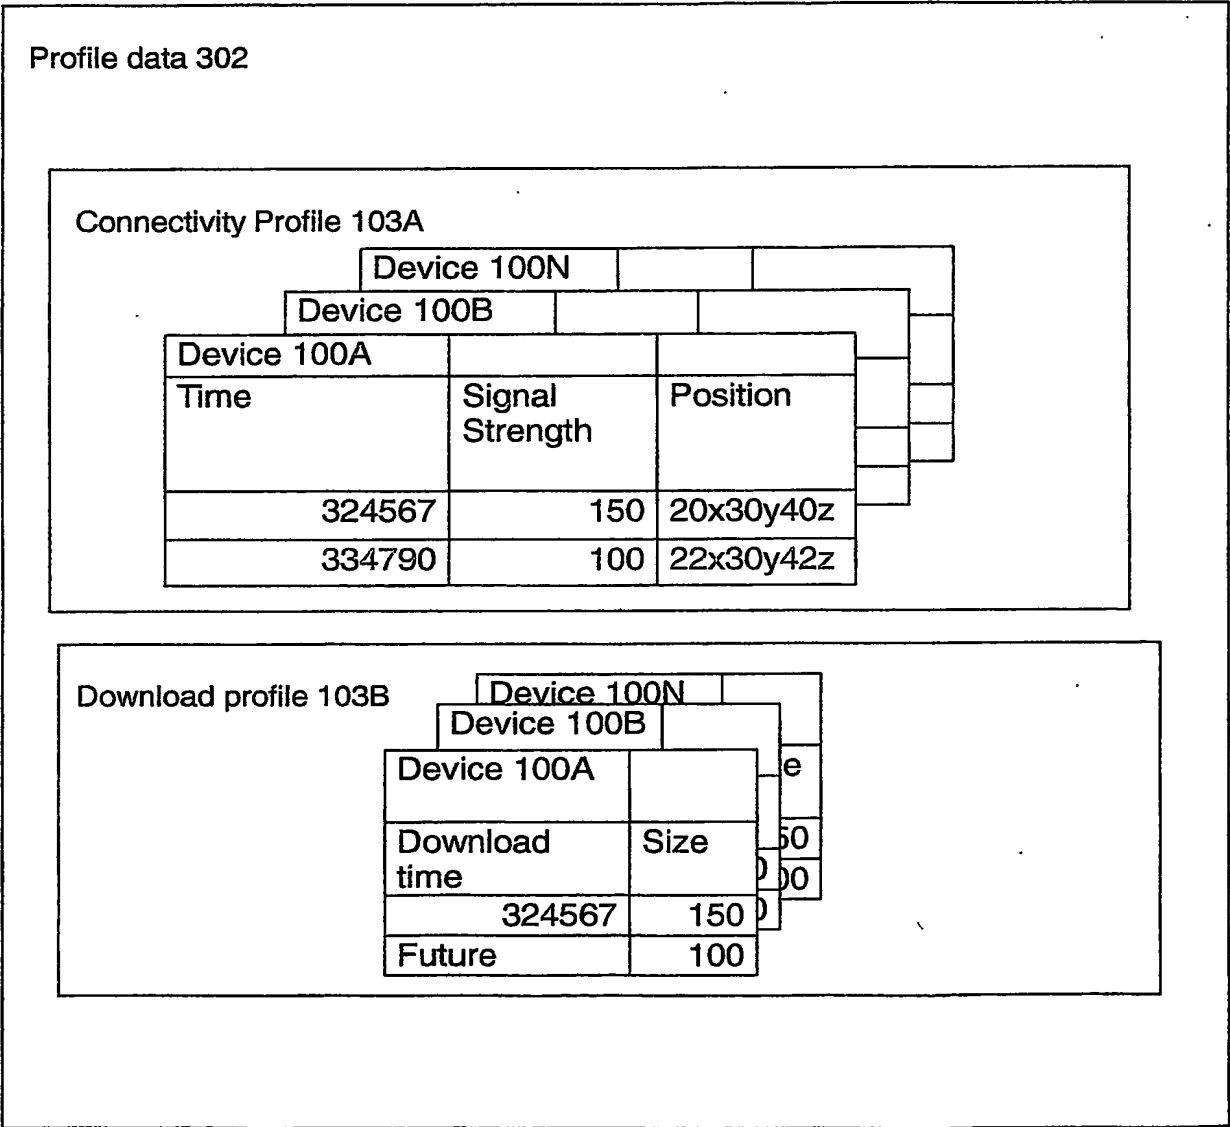 Profile data 302
Connectivity Profile 103A
Device 100N
Device 100B
Device 100A
Time Signal Strength Position
324567 150 20x30y40z
334790 100 22x30y42z
Download profile 103B
Device 100N
Device 100B
Device 100A
e
Download time Size
50
00
324567 150
Future 100